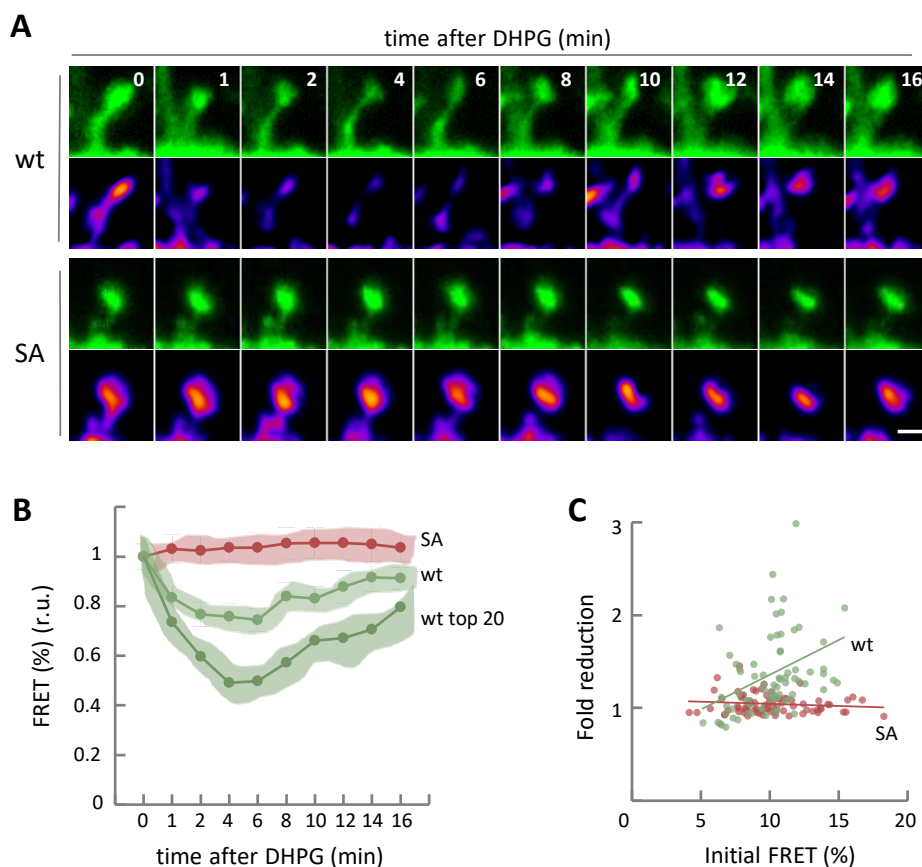 A
time after DHPG (min)
0 1 2 4 6 8 10 12 14 16
wt
SA
B
FRET (%) (r.u.)
1
0.8
0.6
0.4
0.2
0
SA
wt
wt top 20
0 1 2 4 6 8 10 12 14 16
time after DHPG (min)
C
Fold reduction
3
2
1
wt
SA
0 5 10 15 20
Initial FRET (%)